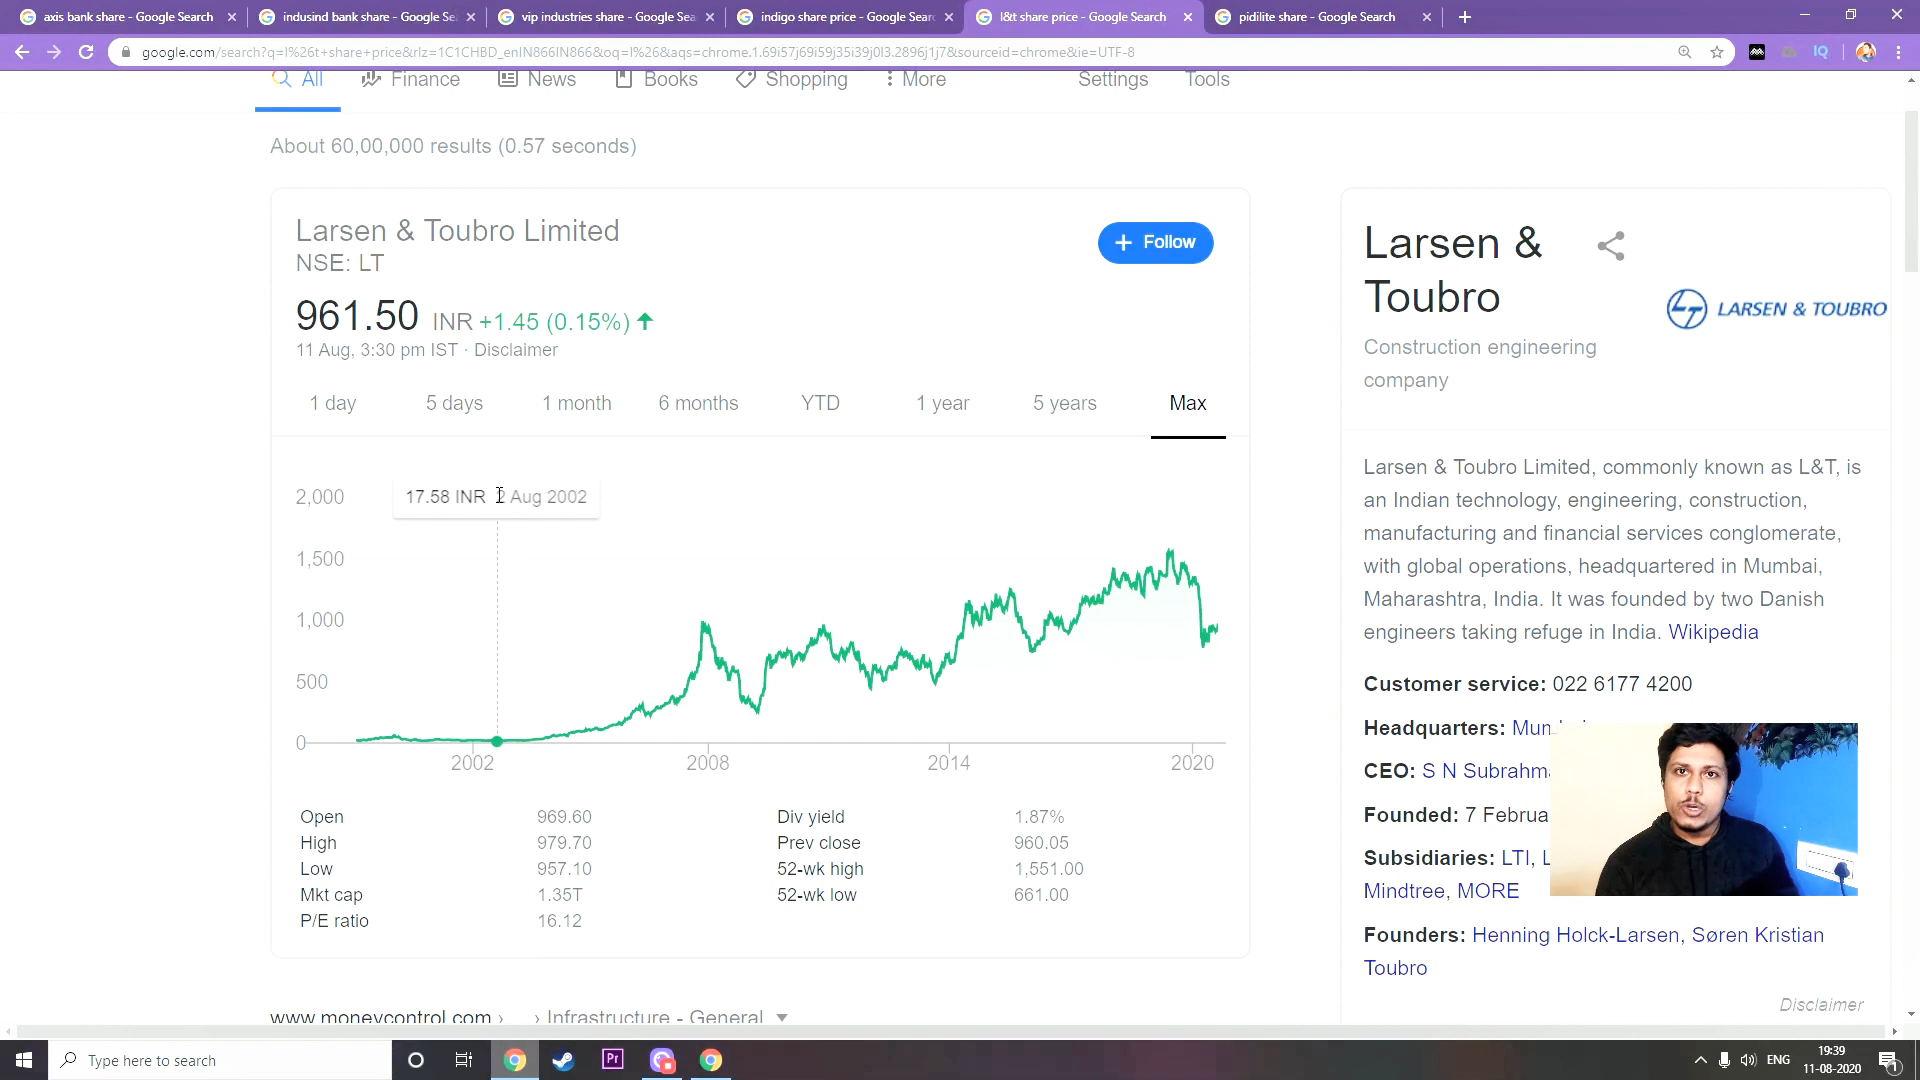 axis bank share - Google Search
indusind bank share - Google Se
vip industries share - Google Sea
indigo share price - Google Searc
l&t share price - Google Search
pidilite share - Google Search
google.com/search?q=l%26t+share+price&rlz=1C1CHBD_enIN866IN866&oq=l%26&aqs=chrome.1.69i57j69i59j35i39j0l3.2896j1j7&sourceid=chrome&ie=UTF-8
IQ
All Finance News Books Shopping More Settings Tools
About 60,00,000 results (0.57 seconds)
Larsen & Toubro Limited
NSE: LT
Follow
961.50 INR +1.45 (0.15%)
11 Aug, 3:30 pm IST · Disclaimer
1 day 5 days 1 month 6 months YTD 1 year 5 years Max
17.58 INR 2 Aug 2002
2,000
1,500
1,000
500
0
2002 2008 2014 2020
Open 969.60 Div yield 1.87%
High 979.70 Prev close 960.05
Low 957.10 52-wk high 1,551.00
Mkt cap 1.35T 52-wk low 661.00
P/E ratio 16.12
www.moneycontrol.com › › Infrastructure - General
Larsen &
Toubro
LARSEN & TOUBRO
Construction engineering
company
Larsen & Toubro Limited, commonly known as L&T, is
an Indian technology, engineering, construction,
manufacturing and financial services conglomerate,
with global operations, headquartered in Mumbai,
Maharashtra, India. It was founded by two Danish
engineers taking refuge in India. Wikipedia
Customer service: 022 6177 4200
Headquarters:
CEO: S N Subrahma
Founded: 7 Februa
Subsidiaries: LTI, L
Mindtree, MORE
Founders: Henning Holck-Larsen, Søren Kristian
Toubro
Disclaimer
Type here to search
Pr
ENG
19:39
11-08-2020
1